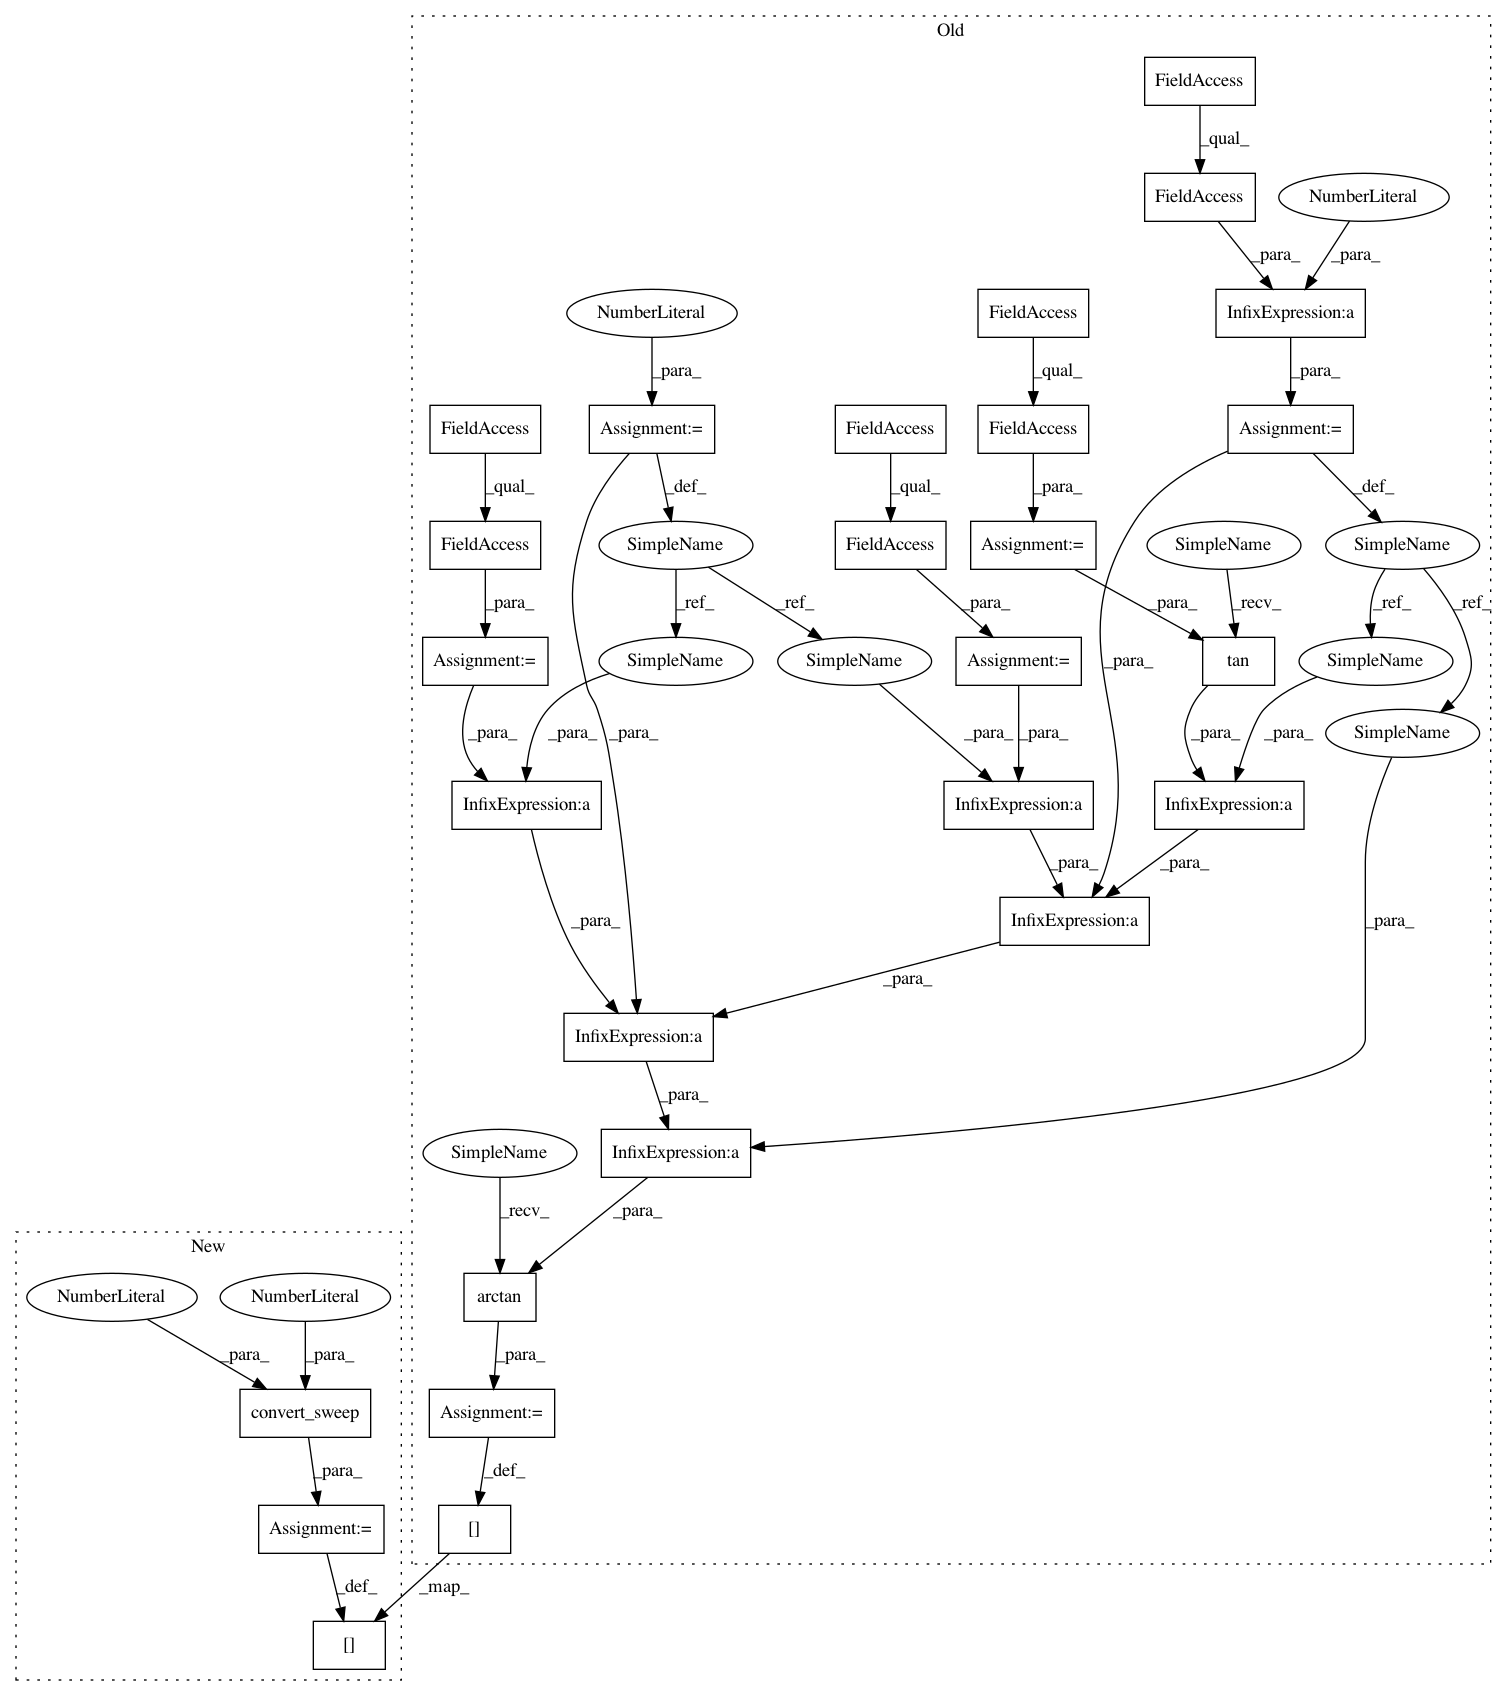 Old
FieldAccess
_qual_
FieldAccess
NumberLiteral
_para_
_para_
NumberLiteral
FieldAccess
InfixExpression:a
_para_
_qual_
_para_
FieldAccess
Assignment:=
FieldAccess
FieldAccess
Assignment:=
_qual_
_def_
_qual_
_para_
_def_
FieldAccess
SimpleName
FieldAccess
Assignment:=
SimpleName
SimpleName
_para_
_ref_
_ref_
_para_
_para_
_recv_
_ref_
_ref_
Assignment:=
SimpleName
SimpleName
Assignment:=
_para_
tan
SimpleName
_para_
_para_
_para_
_para_
_para_
_para_
_para_
SimpleName
InfixExpression:a
InfixExpression:a
InfixExpression:a
_para_
_para_
_para_
InfixExpression:a
_para_
_para_
InfixExpression:a
_para_
SimpleName
InfixExpression:a
_recv_
_para_
New
NumberLiteral
NumberLiteral
arctan
_para_
_para_
_para_
convert_sweep
Assignment:=
_para_
_def_
Assignment:=
[]
_def_
_map_
[]